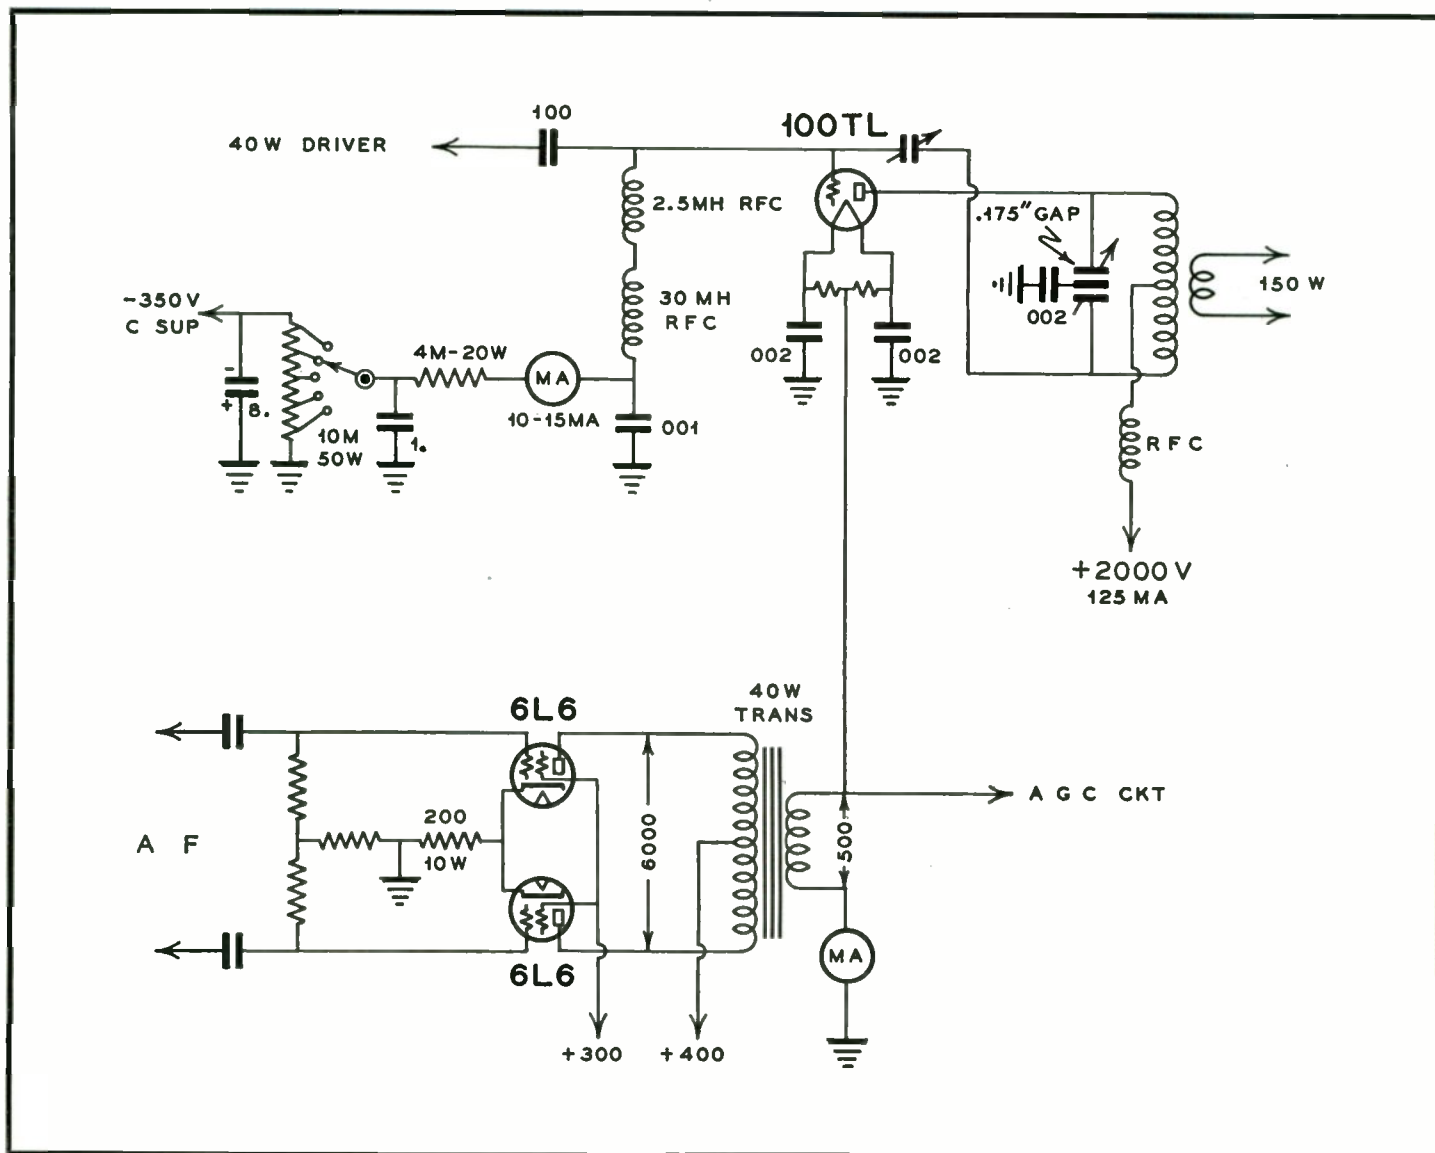 100
100TL
40W DRIVER
2.5MH RFC
.175" GAP
150 W
002
-350V
C SUP
30 MH
RFC
4M-20W
MA
10-15MA
002
002
+ 8.
-
10M
50W
1.
001
RFC
+2000V
125 MA
40W
TRANS
6L6
A G C CKT
A F
200
10W
6000
500
6L6
MA
+300
+400